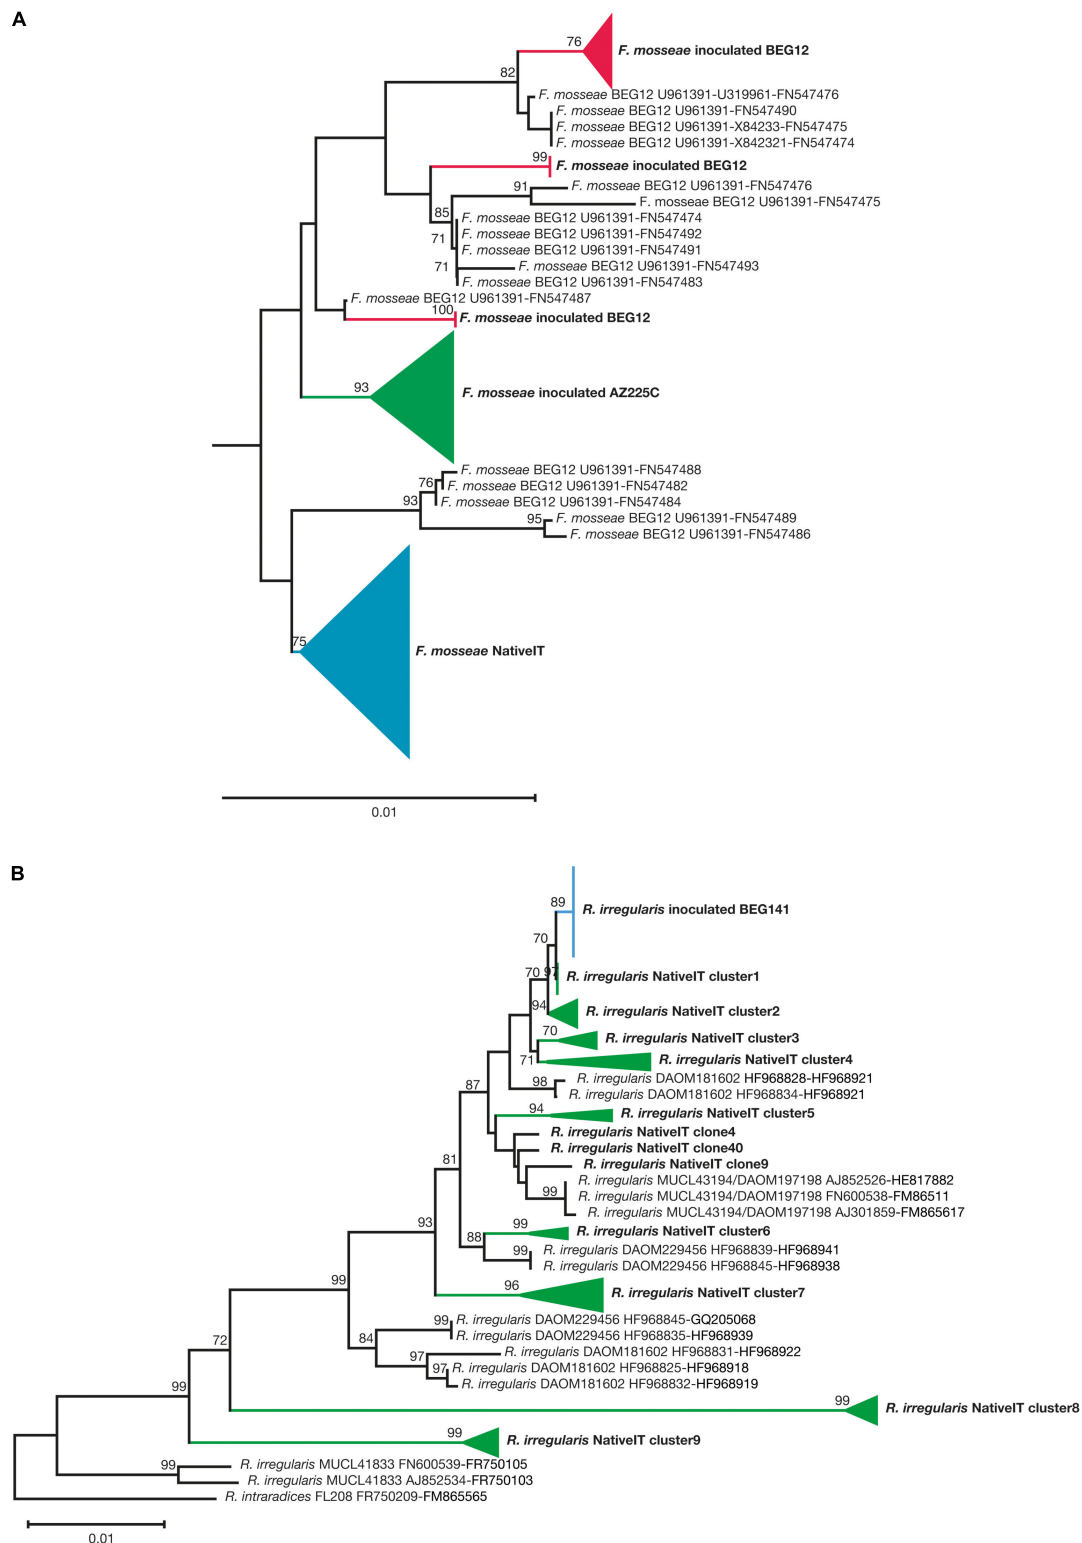 A
76
F. mosseae inoculated BEG12
82
F. mosseae BEG12 U961391-U319961-FN547476
F. mosseae BEG12 U961391-FN547490
F. mosseae BEG12 U961391-X84233-FN547475
F. mosseae BEG12 U961391-X842321-FN547474
99
F. mosseae inoculated BEG12
91
F. mosseae BEG12 U961391-FN547476
F. mosseae BEG12 U961391-FN547475
85
F. mosseae BEG12 U961391-FN547474
71
F. mosseae BEG12 U961391-FN547492
F. mosseae BEG12 U961391-FN547491
71
F. mosseae BEG12 U961391-FN547493
F. mosseae BEG12 U961391-FN547483
F. mosseae BEG12 U961391-FN547487
100
F. mosseae inoculated BEG12
93
F. mosseae inoculated AZ225C
F. mosseae BEG12 U961391-FN547488
76
F. mosseae BEG12 U961391-FN547482
93
F. mosseae BEG12 U961391-FN547484
95
F. mosseae BEG12 U961391-FN547489
F. mosseae BEG12 U961391-FN547486
75
F. mosseae NativeIT
0.01
B
89
R. irregularis inoculated BEG141
70
70
97
R. irregularis NativeIT cluster1
94
R. irregularis NativeIT cluster2
70
R. irregularis NativeIT cluster3
71
R. irregularis NativeIT cluster4
98
R. irregularis DAOM181602 HF968828-HF968921
R. irregularis DAOM181602 HF968834-HF968921
87
94
R. irregularis NativeIT cluster5
R. irregularis NativeIT clone4
R. irregularis NativeIT clone40
81
R. irregularis NativeIT clone9
R. irregularis MUCL43194/DAOM197198 AJ852526-HE817882
99
R. irregularis MUCL43194/DAOM197198 FN600538-FM86511
R. irregularis MUCL43194/DAOM197198 AJ301859-FM865617
93
99
R. irregularis NativeIT cluster6
88
99
R. irregularis DAOM229456 HF968839-HF968941
R. irregularis DAOM229456 HF968845-HF968938
99
96
R. irregularis NativeIT cluster7
99
R. irregularis DAOM229456 HF968845-GQ205068
R. irregularis DAOM229456 HF968835-HF968939
84
97
R. irregularis DAOM181602 HF968831-HF968922
97
R. irregularis DAOM181602 HF968825-HF968918
R. irregularis DAOM181602 HF968832-HF968919
72
99
99
R. irregularis NativeIT cluster8
99
R. irregularis NativeIT cluster9
99
R. irregularis MUCL41833 FN600539-FR750105
R. irregularis MUCL41833 AJ852534-FR750103
R. intraradices FL208 FR750209-FM865565
0.01